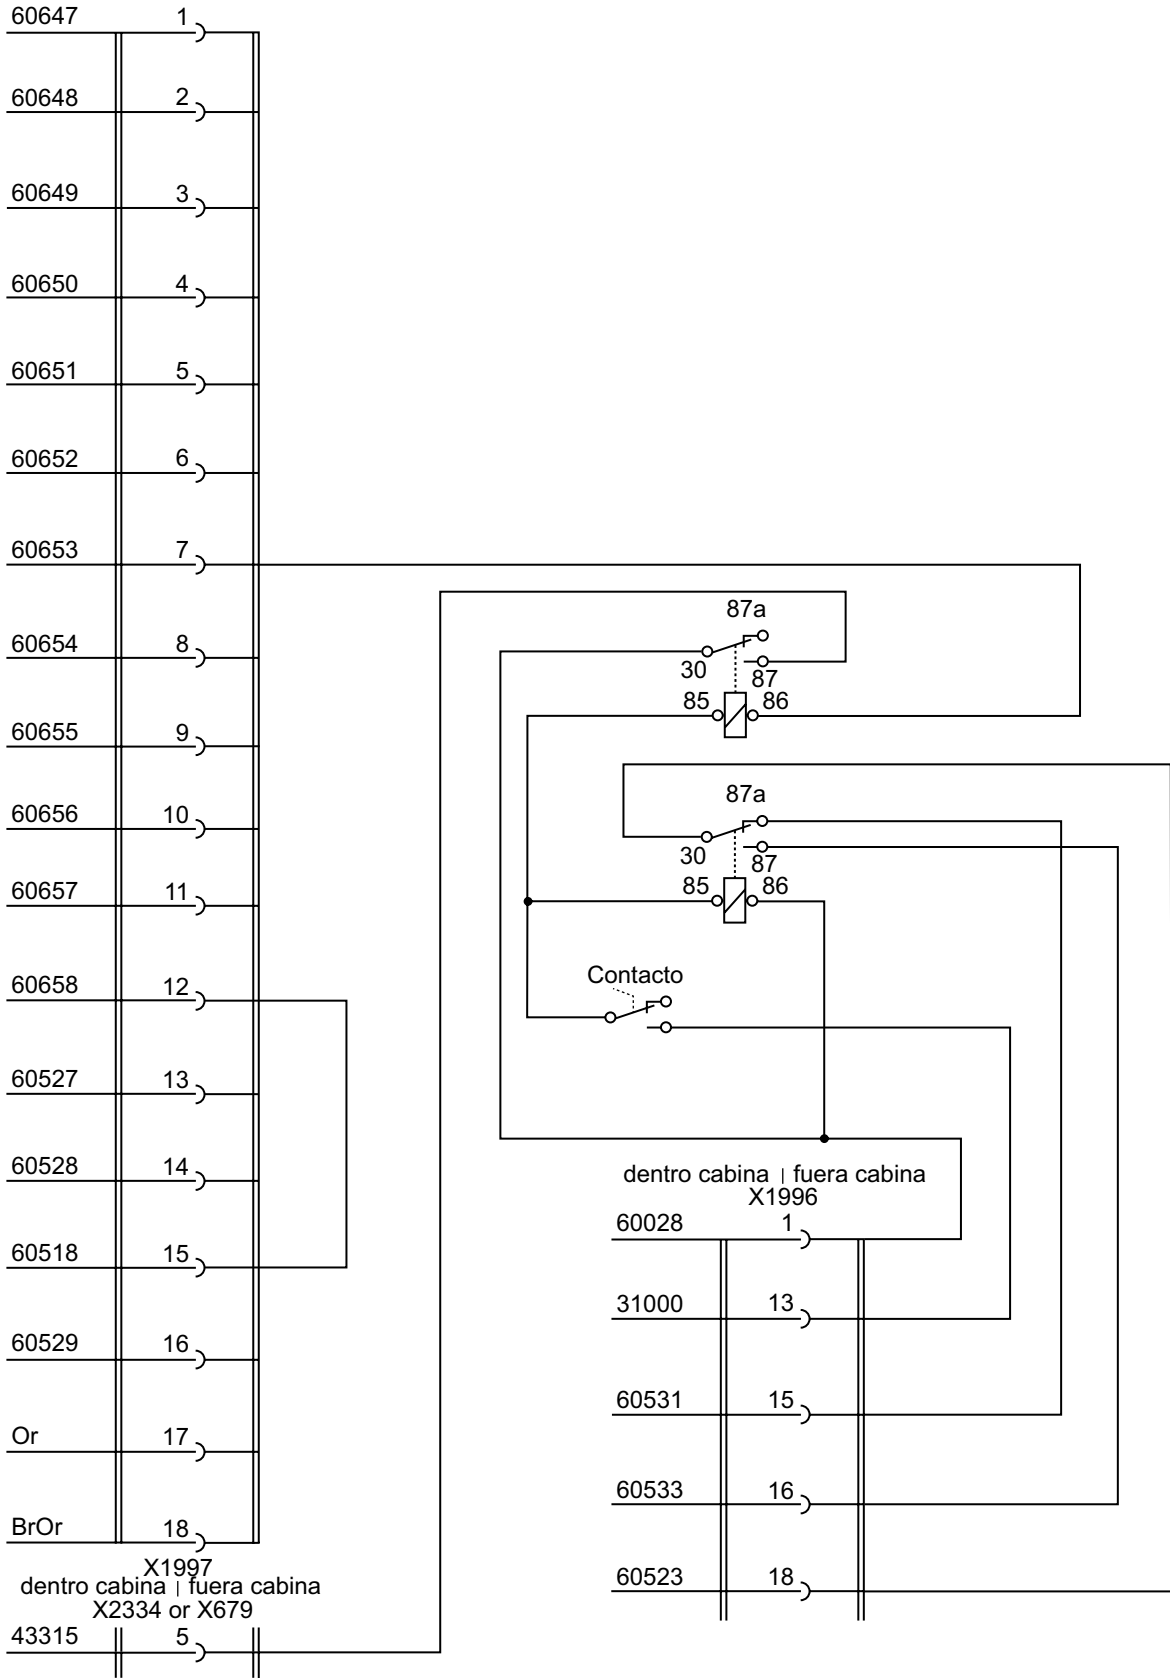 60647 1
60648 2
60649 3
60650 4
60651 5
60652 6
60653 7
60654 8
60655 9
60656 10
60657 11
60658 12
60527 13
60528 14
60518 15
60529 16
Or 17
BrOr 18
X1997
dentro cabina | fuera cabina
X2334 or X679
43315 5
87a
30
87
85 86
87a
30
87
85 86
Contacto
dentro cabina | fuera cabina
X1996
60028 1
31000 13
60531 15
60533 16
60523 18